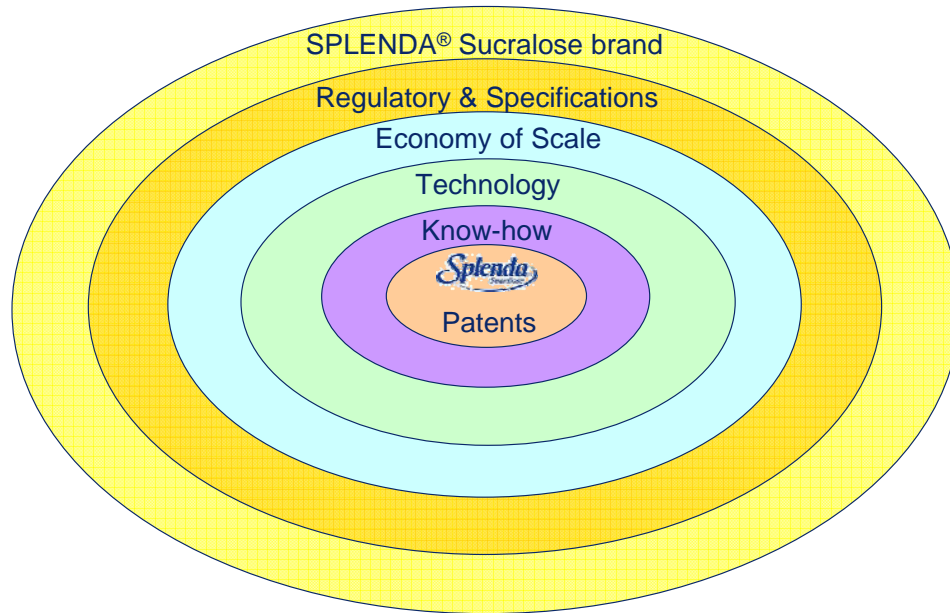 SPLENDA® Sucralose brand
Regulatory & Specifications
Economy of Scale
Technology
Know-how
Splenda
Patents